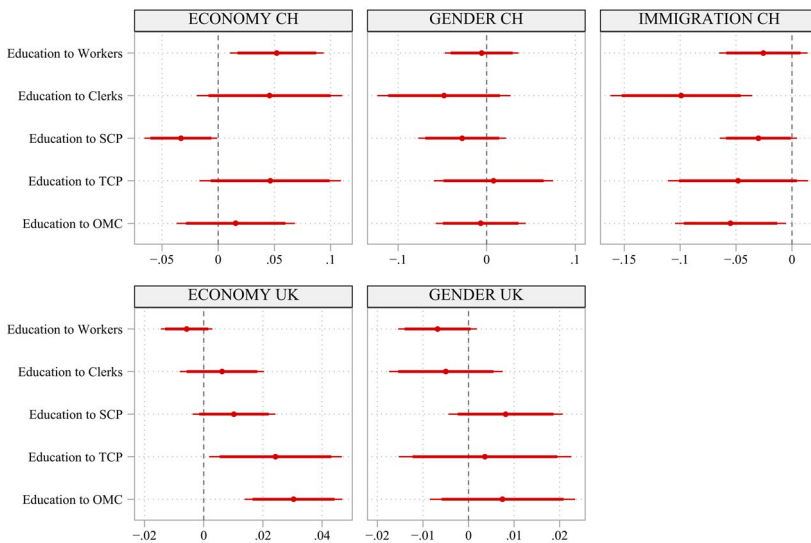 ECONOMY CH
GENDER CH
IMMIGRATION CH
Education to Workers
Education to Clerks
Education to SCP
Education to TCP
Education to OMC
−.05 0 .05 .1
−.1 0 .1
−.15 −.1 −.05 0
ECONOMY UK
GENDER UK
Education to Workers
Education to Clerks
Education to SCP
Education to TCP
Education to OMC
−.02 0 .02 .04
−.02 −.01 0 .01 .02